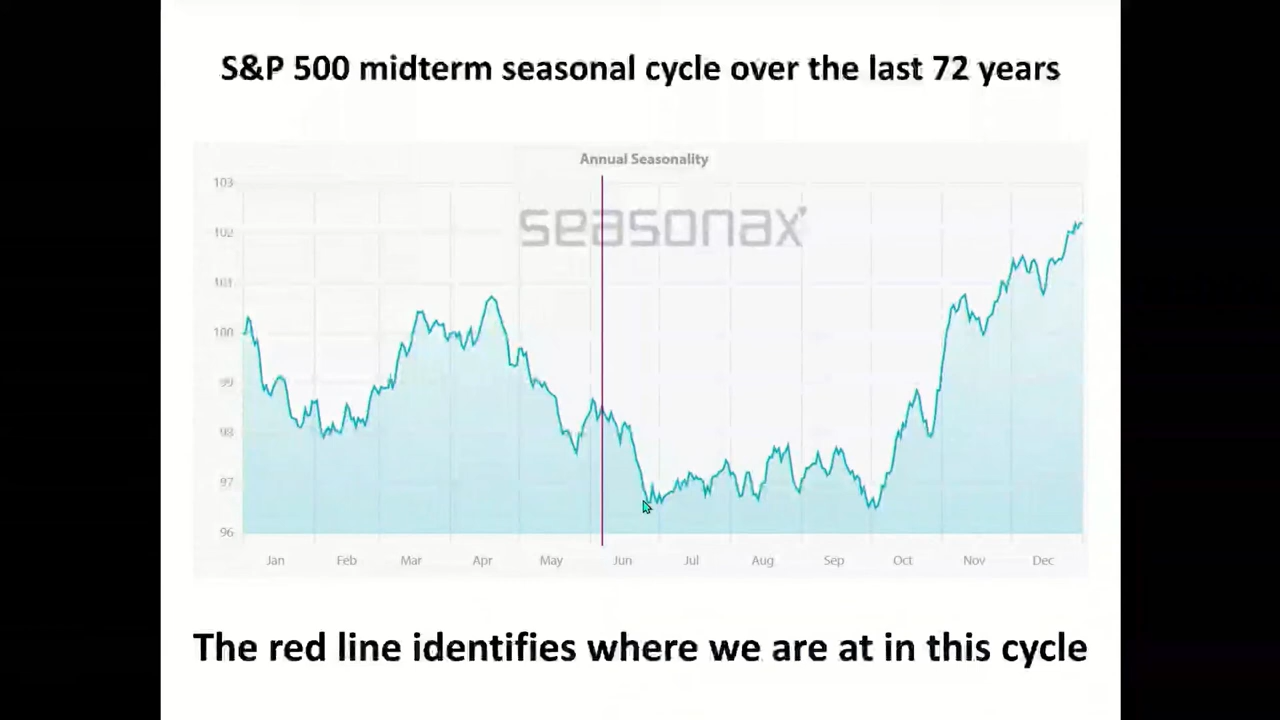 S&P 500 midterm seasonal cycle over the last 72 years
Annual Seasonality
seasonax
103
102
101
100
99
98
97
96
Jan Feb Mar Apr May Jun Jul Aug Sep Oct Nov Dec
The red line identifies where we are at in this cycle